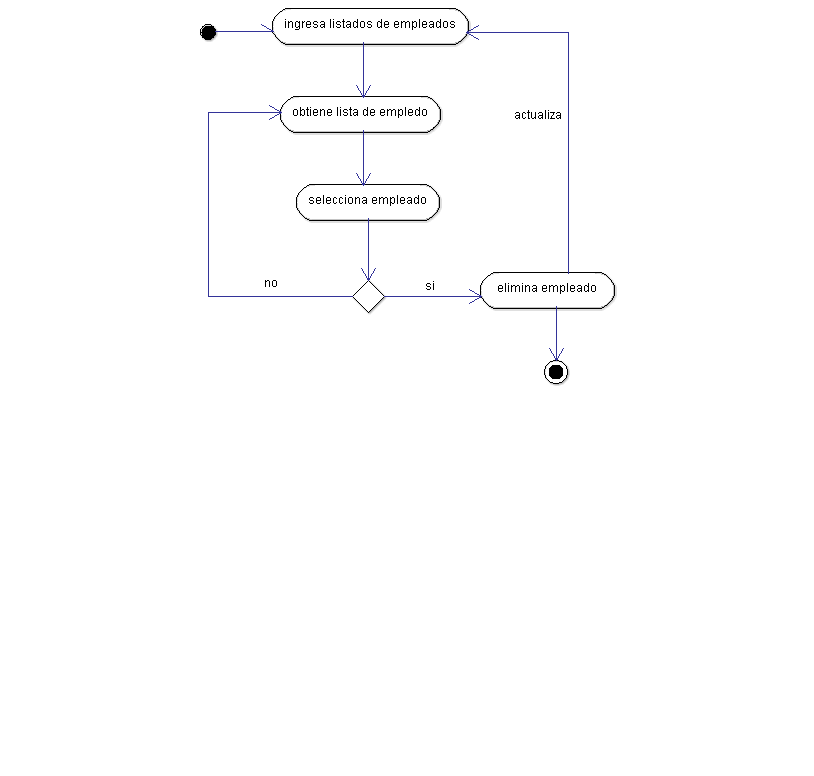 ingresa listados de empleados
obtiene lista de empledo
actualiza
selecciona empleado
no
si
elimina empleado